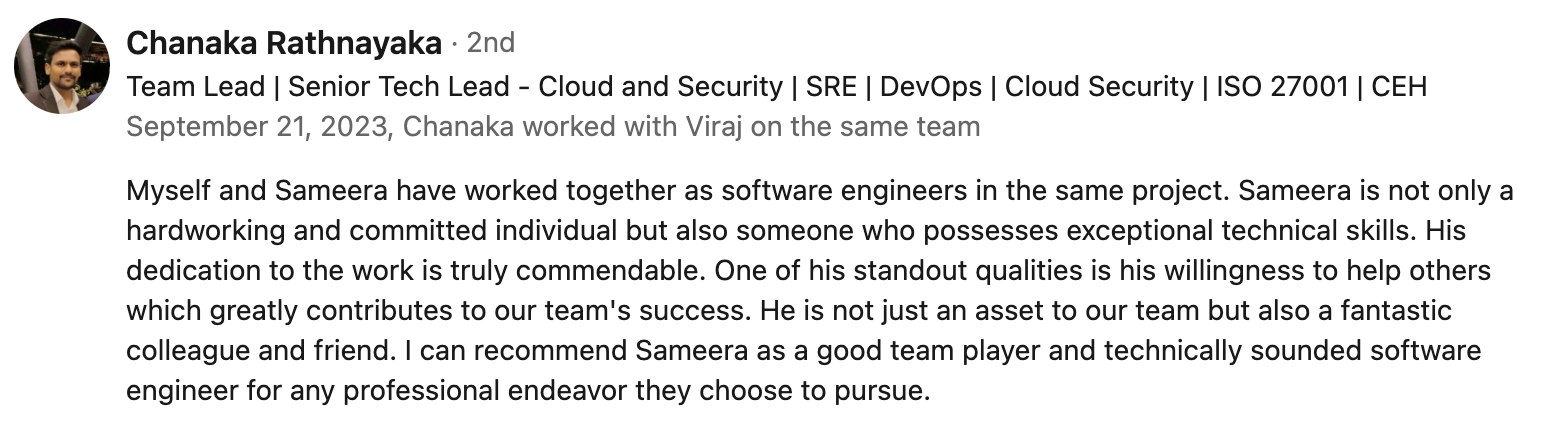 Chanaka Rathnayaka · 2nd
Team Lead | Senior Tech Lead - Cloud and Security | SRE | DevOps | Cloud Security | ISO 27001 | CEH
September 21, 2023, Chanaka worked with Viraj on the same team
Myself and Sameera have worked together as software engineers in the same project. Sameera is not only a
hardworking and committed individual but also someone who possesses exceptional technical skills. His
dedication to the work is truly commendable. One of his standout qualities is his willingness to help others
which greatly contributes to our team's success. He is not just an asset to our team but also a fantastic
colleague and friend. I can recommend Sameera as a good team player and technically sounded software
engineer for any professional endeavor they choose to pursue.